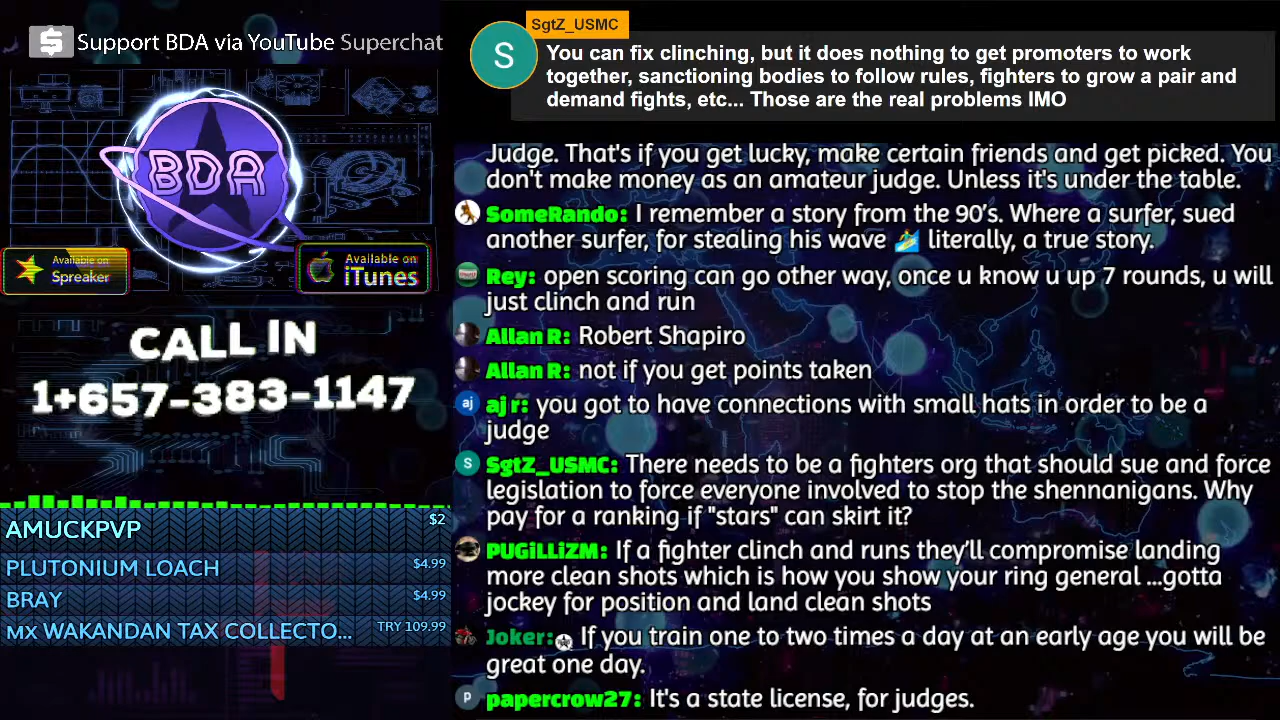 Support BDA via YouTube Superchat
BDA
Available on
Spreaker
Available on
iTunes
CALL IN
1+657-383-1147
AMUCKPVP $2
PLUTONIUM LOACH $4.99
BRAY $4.99
MX WAKANDAN TAX COLLECTO... TRY 109.99
SgtZ_USMC
S
You can fix clinching, but it does nothing to get promoters to work
together, sanctioning bodies to follow rules, fighters to grow a pair and
demand fights, etc... Those are the real problems IMO
Judge. That's if you get lucky, make certain friends and get picked. You
don't make money as an amateur judge. Unless it's under the table.
SomeRando: I remember a story from the 90's. Where a surfer, sued
another surfer, for stealing his wave 🏄 literally, a true story.
Rey: open scoring can go other way, once u know u up 7 rounds, u will
just clinch and run
Allan R: Robert Shapiro
Allan R: not if you get points taken
aj aj r: you got to have connections with small hats in order to be a
judge
S SgtZ_USMC: There needs to be a fighters org that should sue and force
legislation to force everyone involved to stop the shennanigans. Why
pay for a ranking if "stars" can skirt it?
PUGiLLiZM: If a fighter clinch and runs they'll compromise landing
more clean shots which is how you show your ring general ...gotta
jockey for position and land clean shots
Joker: If you train one to two times a day at an early age you will be
great one day.
p papercrow27: It's a state license, for judges.